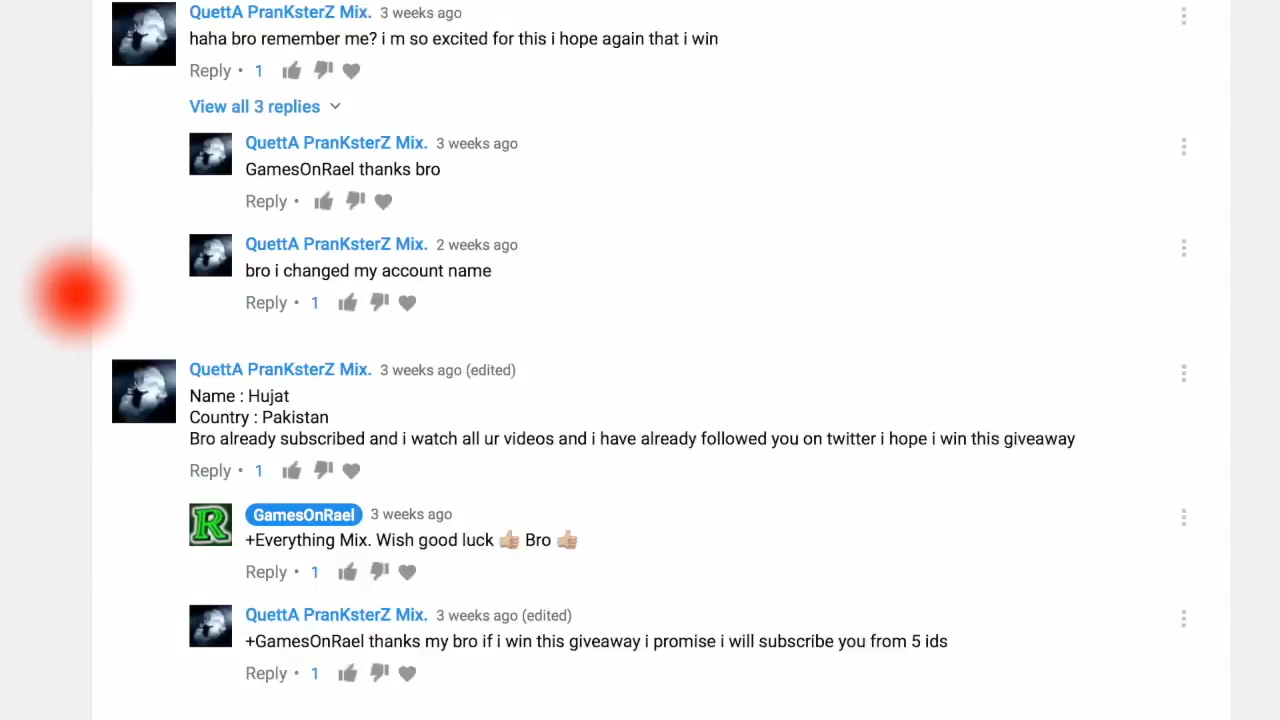 QuettA PranKsterZ Mix. 3 weeks ago
haha bro remember me? i m so excited for this i hope again that i win
Reply • 1
View all 3 replies
QuettA PranKsterZ Mix. 3 weeks ago
GamesOnRael thanks bro
Reply •
QuettA PranKsterZ Mix. 2 weeks ago
bro i changed my account name
Reply • 1
QuettA PranKsterZ Mix. 3 weeks ago (edited)
Name : Hujat
Country : Pakistan
Bro already subscribed and i watch all ur videos and i have already followed you on twitter i hope i win this giveaway
Reply • 1
R
GamesOnRael 3 weeks ago
+Everything Mix. Wish good luck 👍🏼 Bro 👍🏼
Reply • 1
QuettA PranKsterZ Mix. 3 weeks ago (edited)
+GamesOnRael thanks my bro if i win this giveaway i promise i will subscribe you from 5 ids
Reply • 1